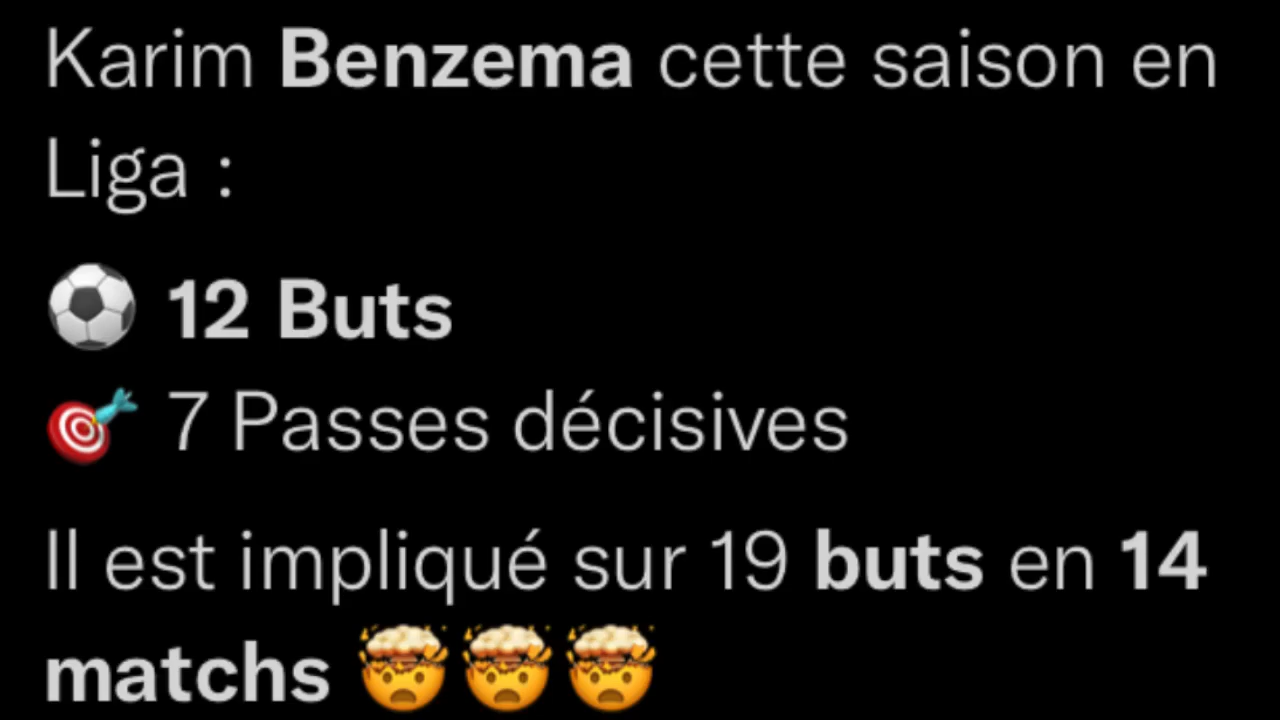 Karim Benzema cette saison en
Liga :
⚽ 12 Buts
🎯 7 Passes décisives
Il est impliqué sur 19 buts en 14
matchs 🤯🤯🤯